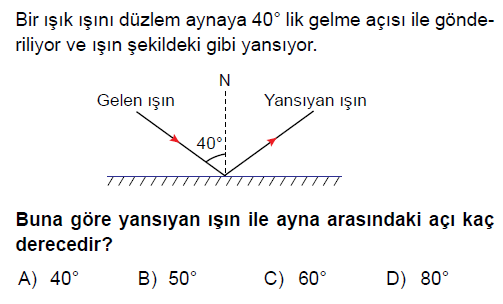 Bir ışık ışını düzlem aynaya 40° lik gelme açısı ile gönde-
riliyor ve ışın şekildeki gibi yansıyor.
N
Gelen ışın Yansıyan ışın
40°
Buna göre yansıyan ışın ile ayna arasındaki açı kaç
derecedir?
A) 40° B) 50° C) 60° D) 80°